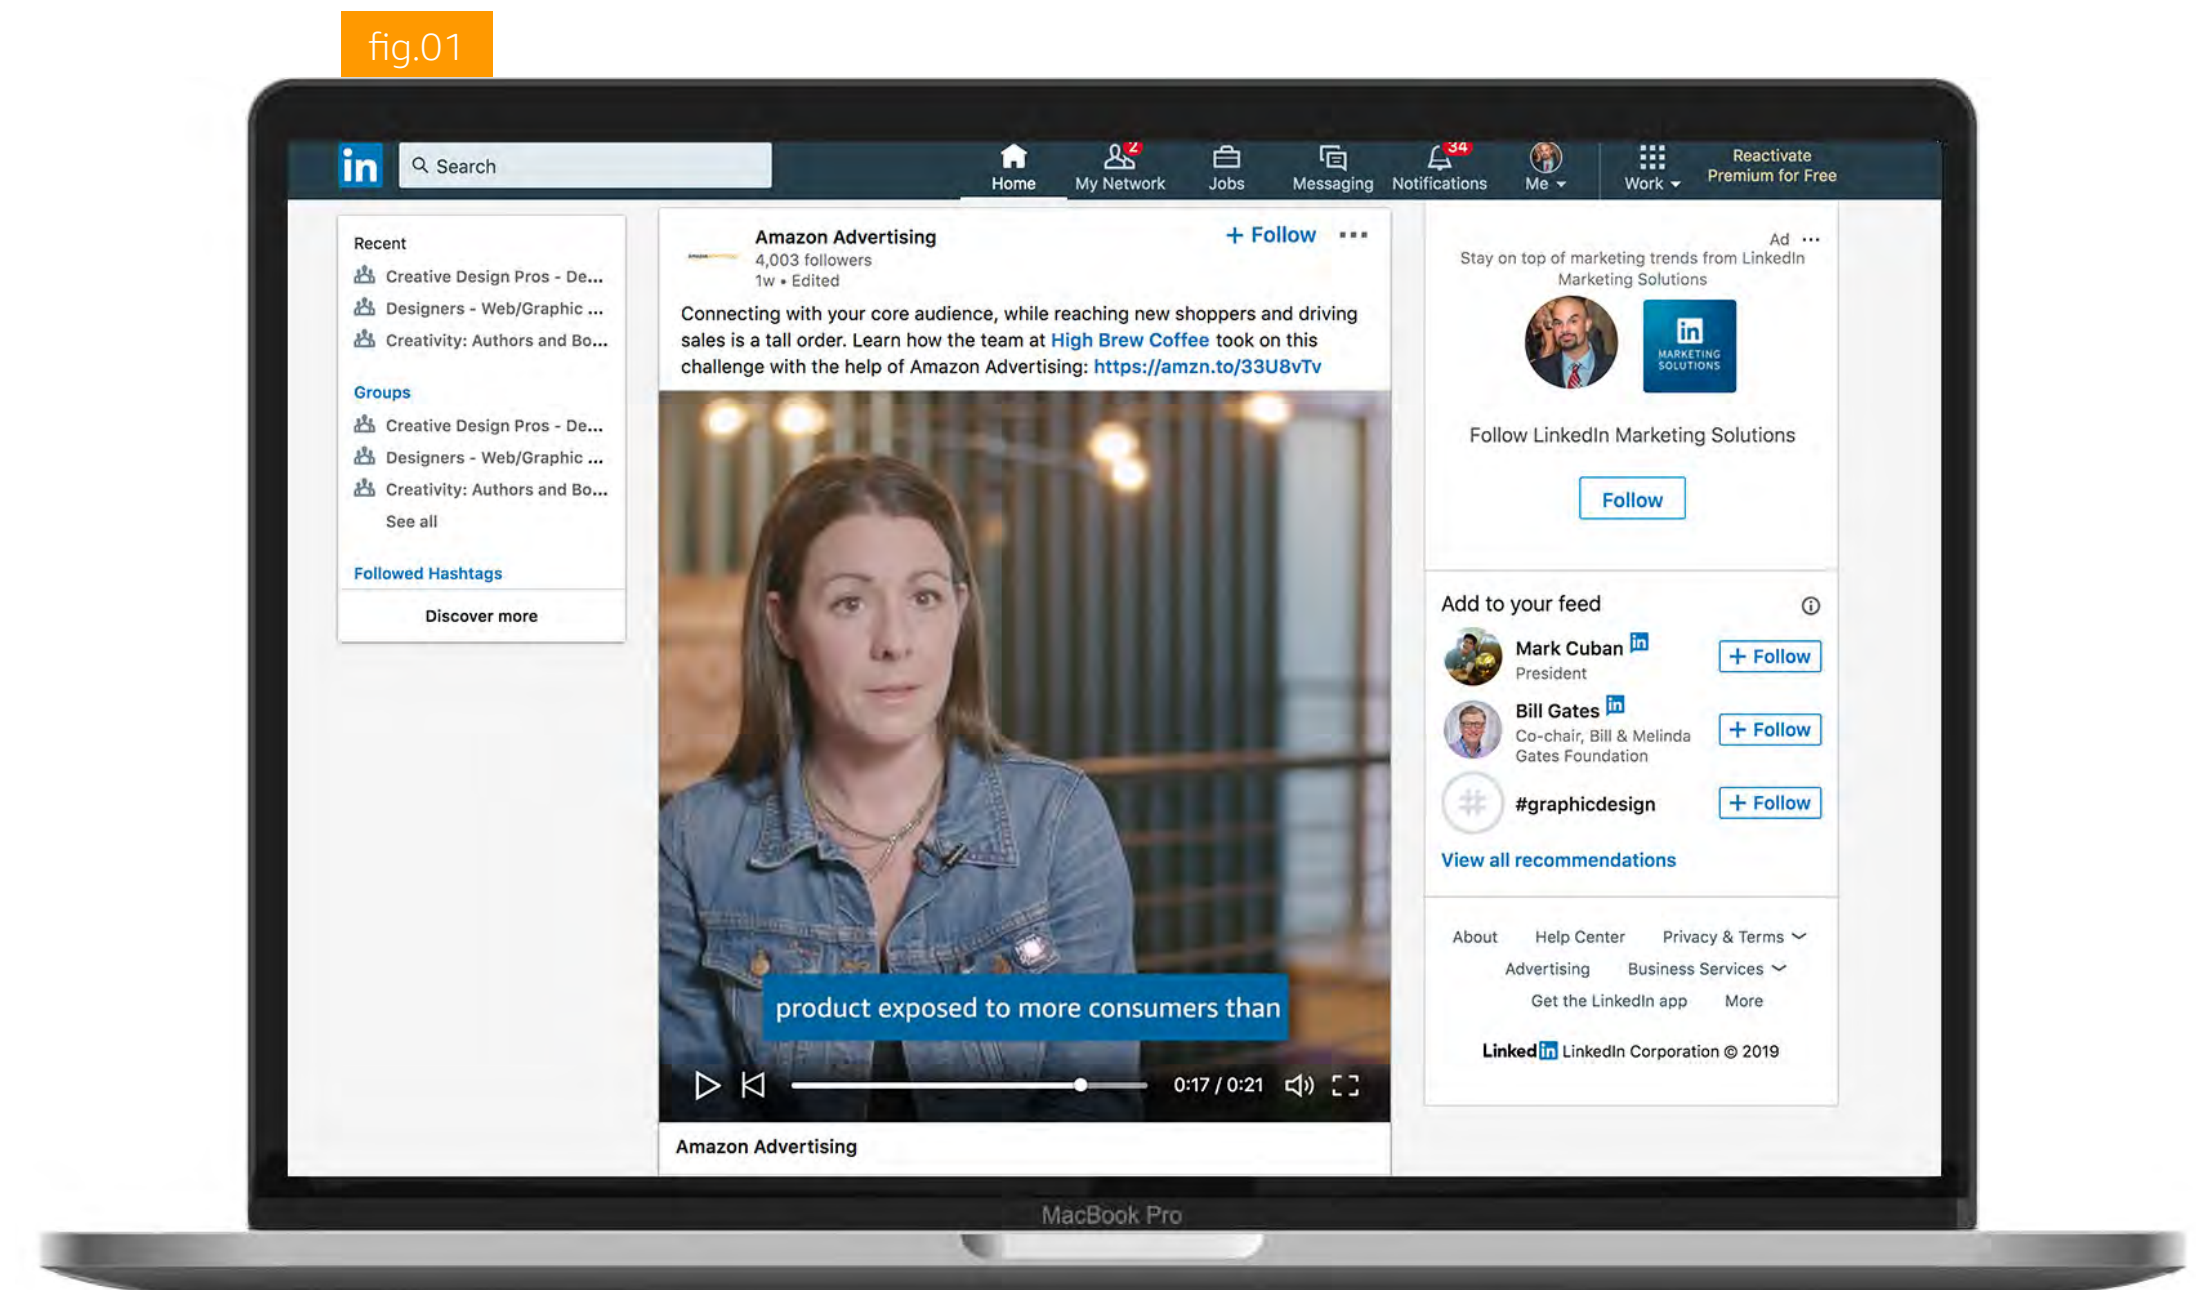 fig.01
in
Search
Home
My Network
2
Jobs
Messaging
Notifications
34
Me
Work
Reactivate
Premium for Free
Recent
Creative Design Pros - De...
Designers - Web/Graphic ...
Creativity: Authors and Bo...
Groups
Creative Design Pros - De...
Designers - Web/Graphic ...
Creativity: Authors and Bo...
See all
Followed Hashtags
Discover more
Amazon Advertising
+ Follow
4,003 followers
1w • Edited
Connecting with your core audience, while reaching new shoppers and driving
sales is a tall order. Learn how the team at High Brew Coffee took on this
challenge with the help of Amazon Advertising: https://amzn.to/33U8vTv
product exposed to more consumers than
0:17 / 0:21
Amazon Advertising
Ad ...
Stay on top of marketing trends from LinkedIn
Marketing Solutions
in
MARKETING
SOLUTIONS
Follow LinkedIn Marketing Solutions
Follow
Add to your feed
Mark Cuban in
President
+ Follow
Bill Gates in
Co-chair, Bill & Melinda
Gates Foundation
+ Follow
#
#graphicdesign
+ Follow
View all recommendations
About Help Center Privacy & Terms
Advertising Business Services
Get the LinkedIn app More
Linked in LinkedIn Corporation © 2019
MacBook Pro